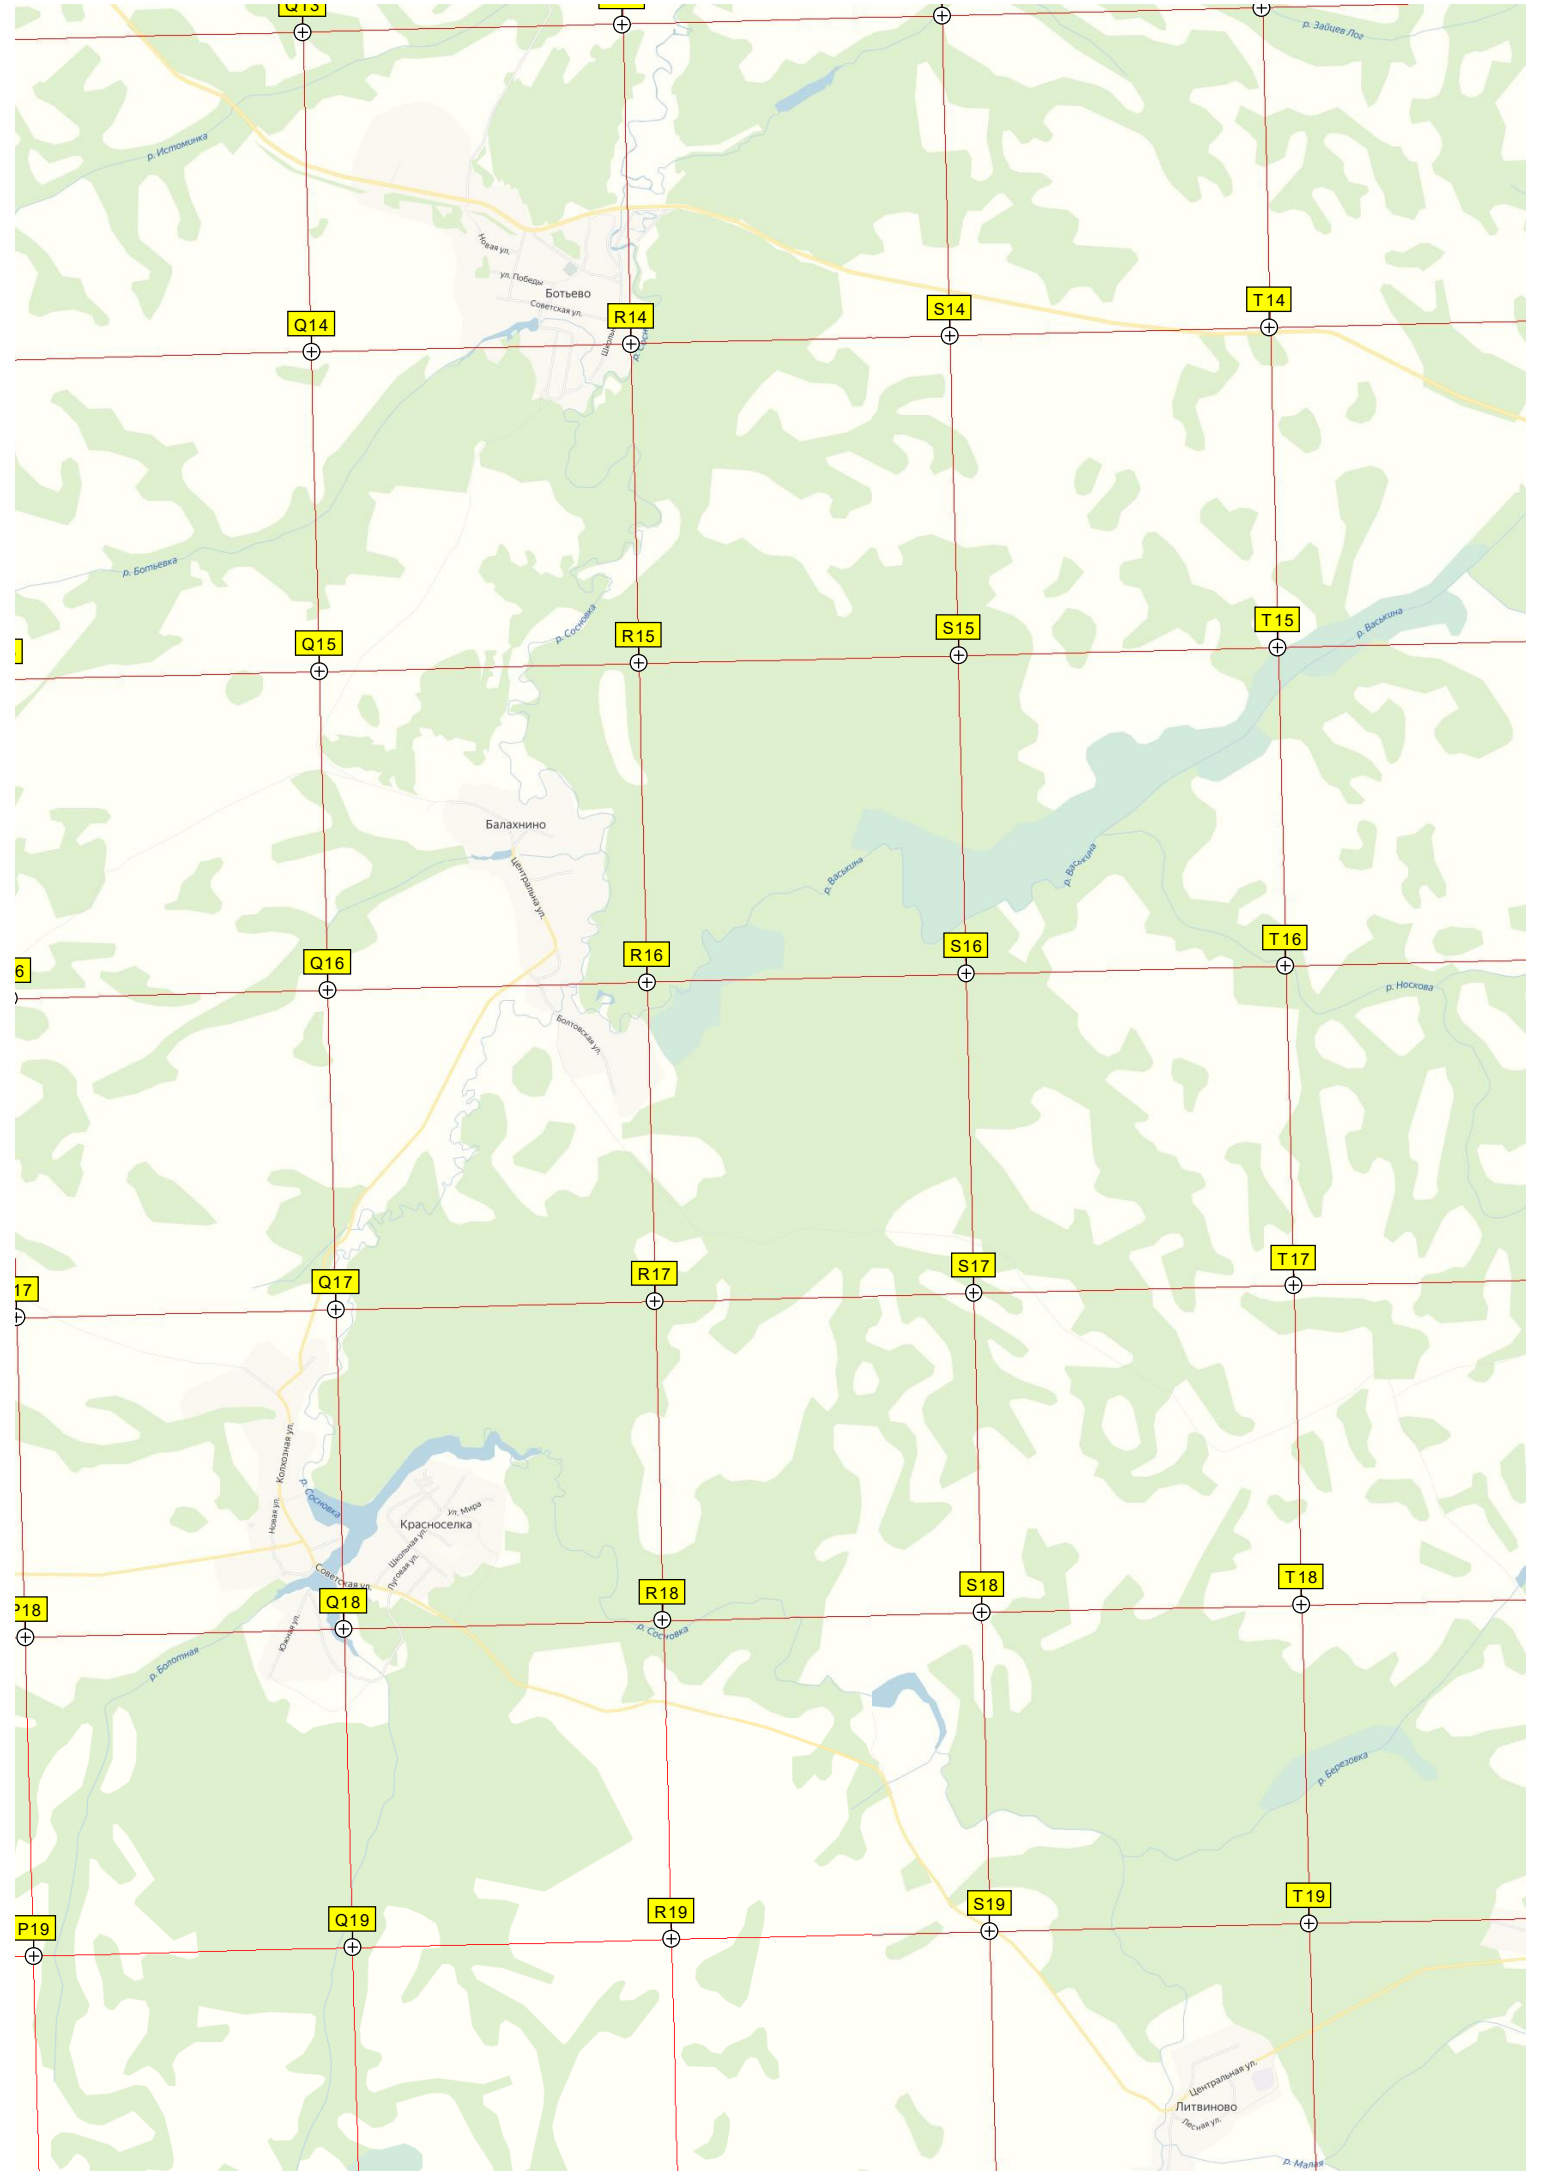 Q13
р. Зайцев Лог
р. Истоминка
Новая ул.
ул. Победы
Ботьево
Советская ул.
Q14
R14
S14
T14
р. Ботьевка
р. Сосновка
Q15
R15
S15
T15
р. Васькина
Балахнино
Центральна ул.
р. Васькина
р. Васькина
6
Q16
R16
S16
T16
р. Носкова
Болтовская ул.
17
Q17
R17
S17
T17
Колхозная ул.
р. Сосновка
Новая ул.
ул. Мира
Красноселка
Школьная ул.
Луговая ул.
Советская ул.
P18
Q18
R18
S18
T18
Южная ул.
р. Сосновка
р. Болотная
р. Березовка
P19
Q19
R19
S19
T19
Центральная ул.
Литвиново
Лесная ул.
р. Малая